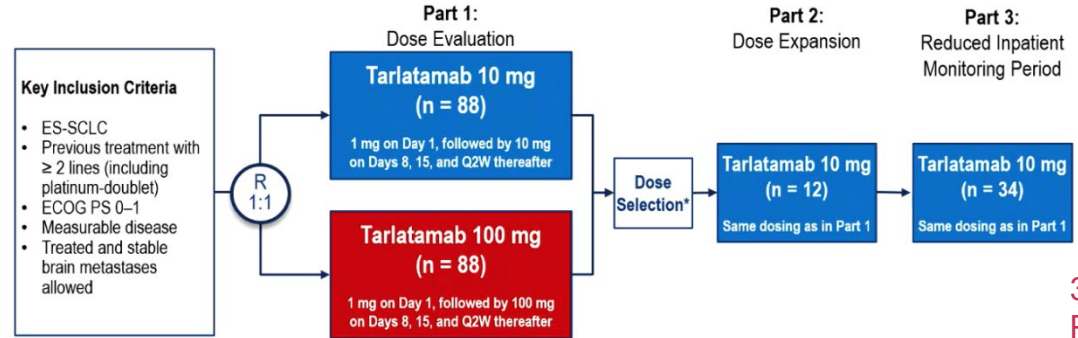 Key Inclusion Criteria
• ES-SCLC
• Previous treatment with
≥ 2 lines (including
platinum-doublet)
• ECOG PS 0–1
• Measurable disease
• Treated and stable
brain metastases
allowed
R
1:1
Part 1:
Dose Evaluation
Tarlatamab 10 mg
(n = 88)
1 mg on Day 1, followed by 10 mg
on Days 8, 15, and Q2W thereafter
Tarlatamab 100 mg
(n = 88)
1 mg on Day 1, followed by 100 mg
on Days 8, 15, and Q2W thereafter
Dose
Selection*
Part 2:
Dose Expansion
Tarlatamab 10 mg
(n = 12)
Same dosing as in Part 1
Part 3:
Reduced Inpatient
Monitoring Period
Tarlatamab 10 mg
(n = 34)
Same dosing as in Part 1